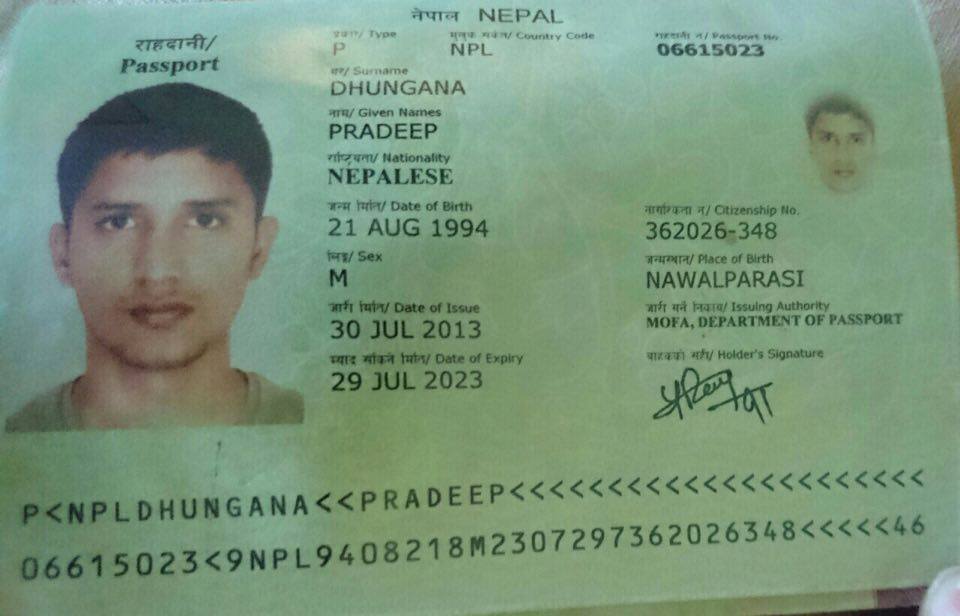 नेपाल NEPAL
राहदानी/
Passport
प्रकार/ Type
P
मुलुक संकेत/ Country Code
NPL
राहदानी नं/ Passport No.
06615023
थर/ Surname
DHUNGANA
नाम/ Given Names
PRADEEP
राष्ट्रियता/ Nationality
NEPALESE
जन्म मिति/ Date of Birth
21 AUG 1994
नागरिकता नं/ Citizenship No.
362026-348
लिङ्ग/ Sex
M
जन्मस्थान/ Place of Birth
NAWALPARASI
जारी मिति/ Date of Issue
30 JUL 2013
जारी गर्ने निकाय/ Issuing Authority
MOFA, DEPARTMENT OF PASSPORT
म्याद सकिने मिति/ Date of Expiry
29 JUL 2023
वाहकको सही/ Holder's Signature
P<NPLDHUNGANA<<PRADEEP<<<<<<<<<<<<<<<<<<<<<<
06615023<9NPL9408218M2307297362026348<<<<<46